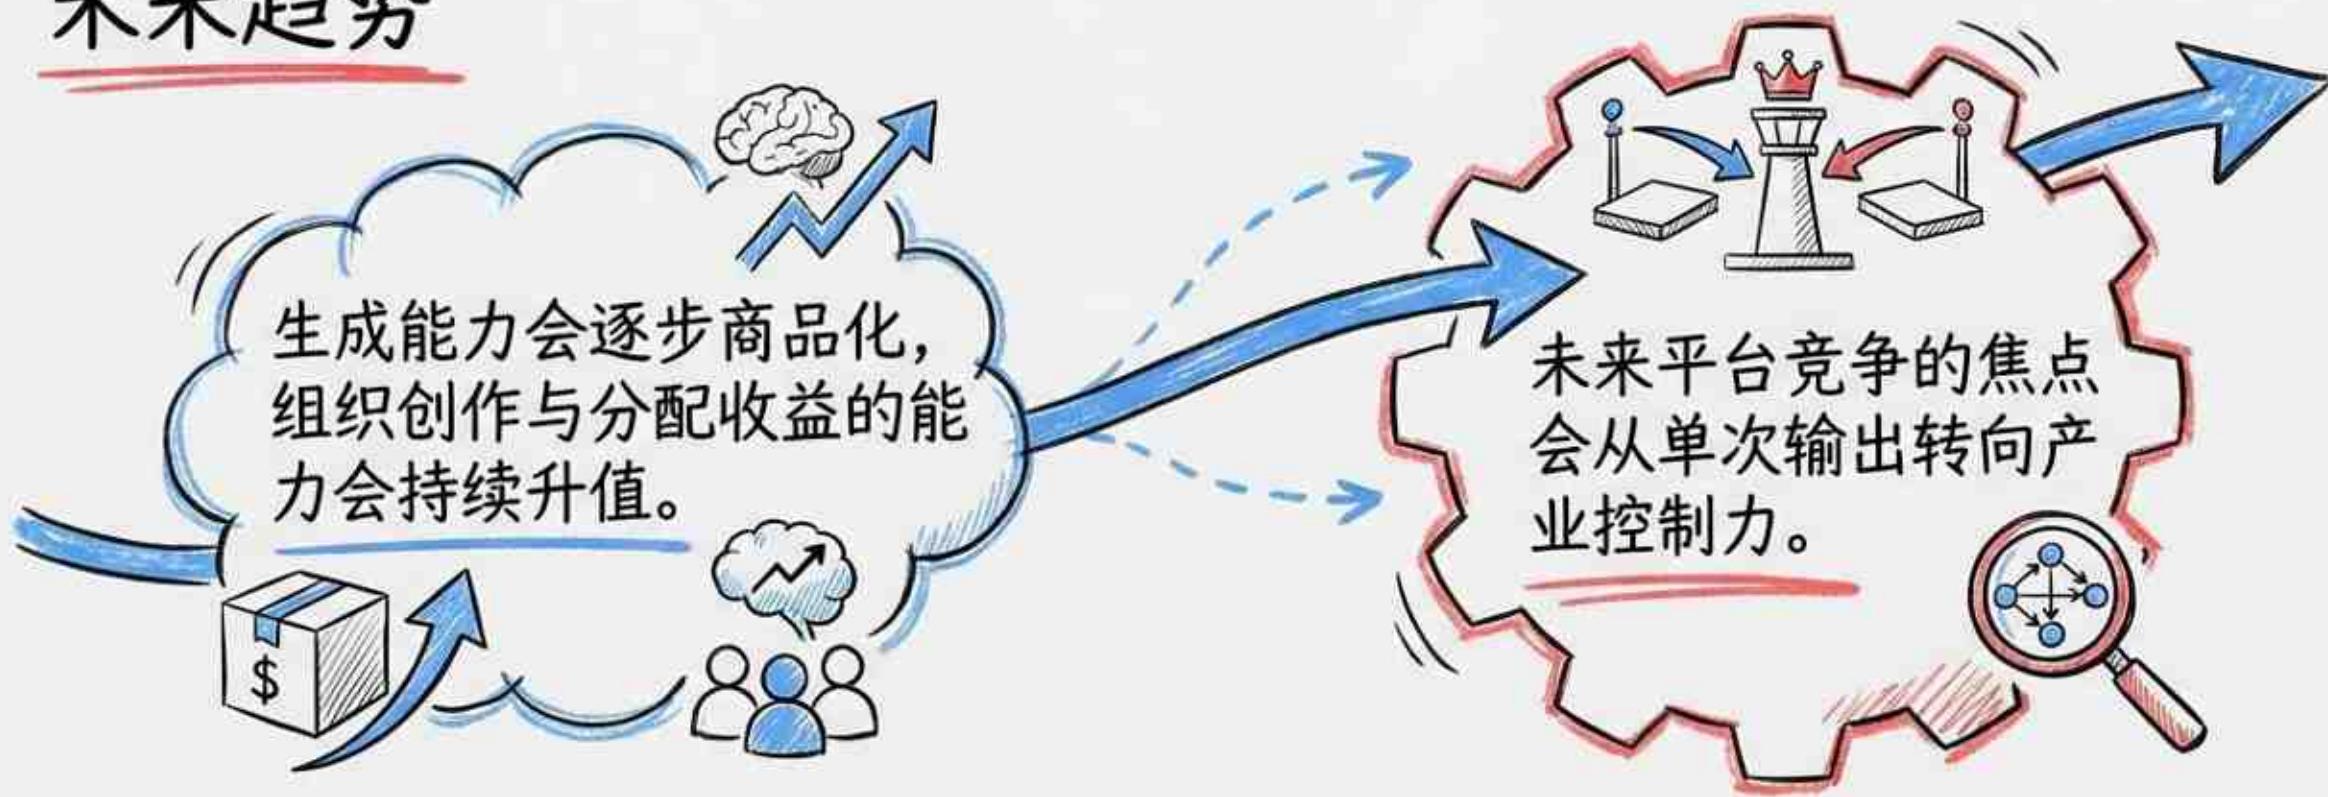 未来趋势
生成能力会逐步商品化，
组织创作与分配收益的能
力会持续升值。
$
未来平台竞争的焦点
会从单次输出转向产
业控制力。